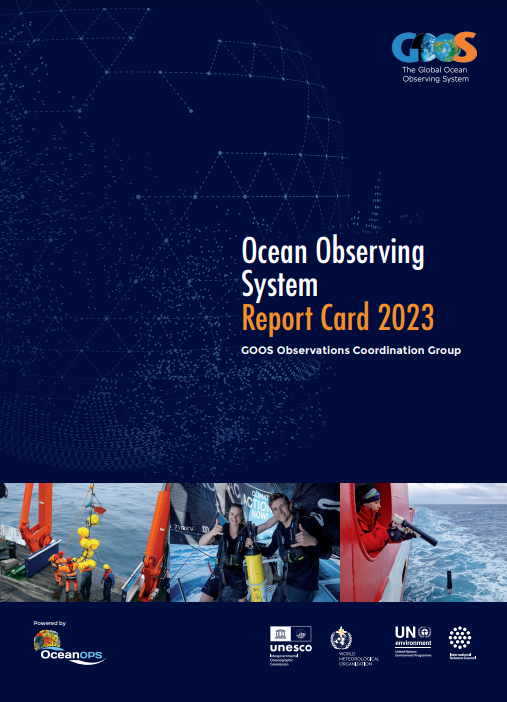 GOOS
The Global Ocean
Observing System
Ocean Observing
System
Report Card 2023
GOOS Observations Coordination Group
CLIMATE
ACTION
NOW!
Powered by
OceanOPS
unesco
Intergovernmental
Oceanographic
Commission
WORLD
METEOROLOGICAL
ORGANIZATION
UN
environment
United Nations
Environment Programme
International
Science Council